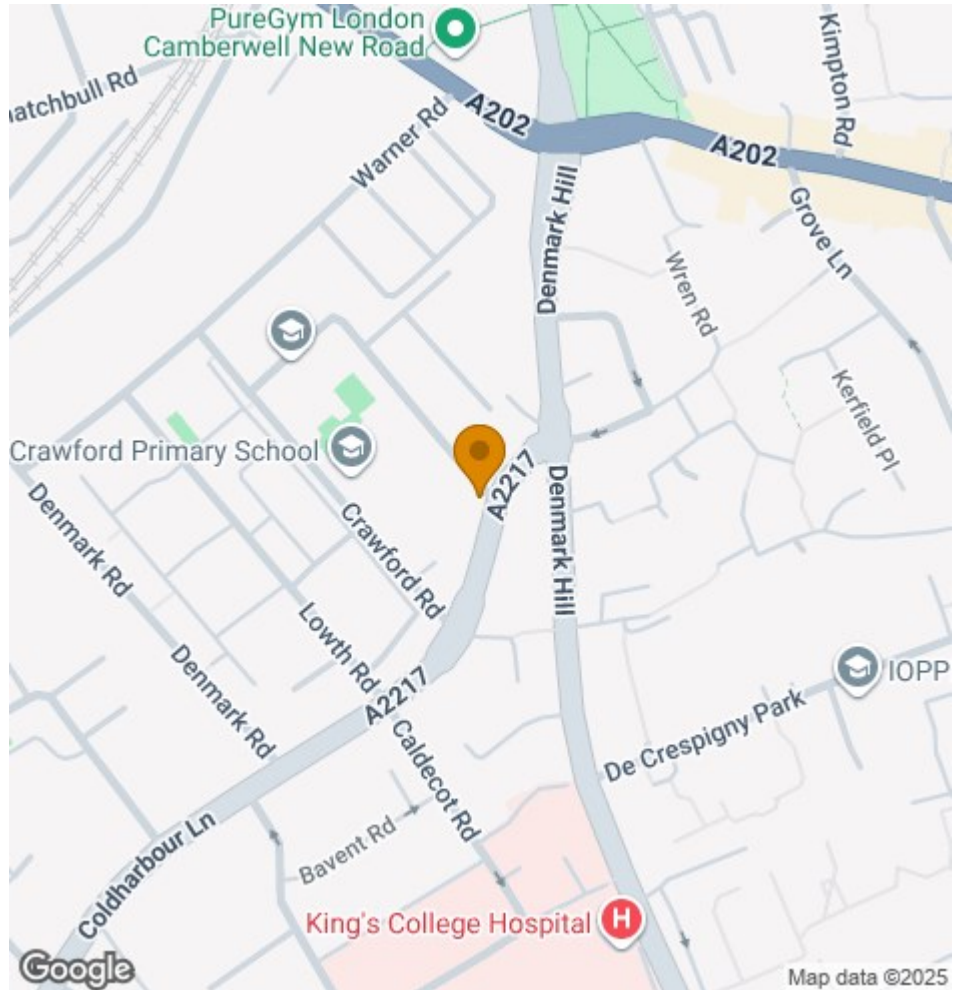 PureGym London
Camberwell New Road
atchbull Rd
Warner Rd
A202
A202
Kimpton Rd
Grove Ln
Denmark Hill
Wren Rd
Kerfield Pl
Crawford Primary School
A2217
Denmark Hill
Denmark Rd
Crawford Rd
Lowth Rd
Denmark Rd
A2217
IOPP
De Crespigny Park
Caldecot Rd
Bavent Rd
Coldharbour Ln
King's College Hospital
H
Google
Map data ©2025